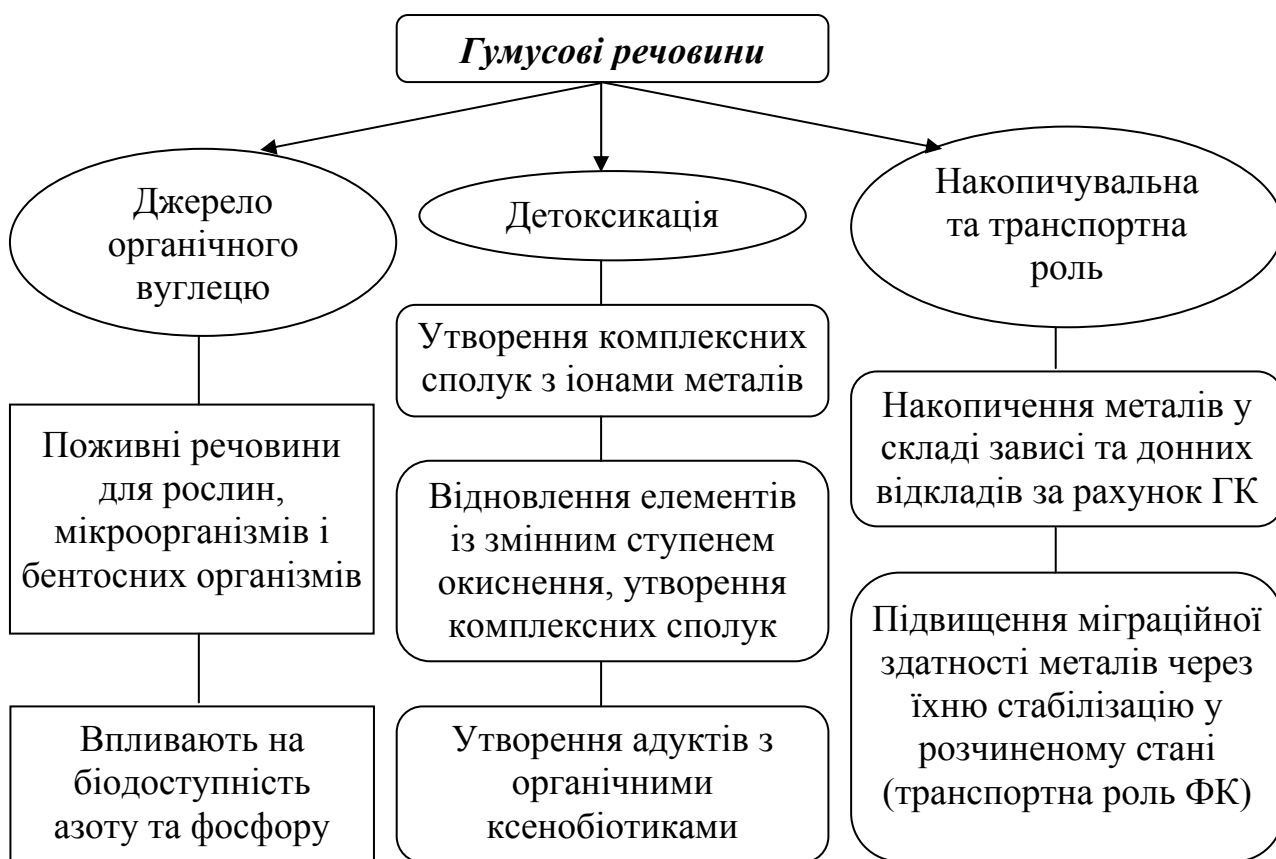 Гумусові речовини
Джерело
органічного
вуглецю
Поживні речовини
для рослин,
мікроорганізмів і
бентосних організмів
Впливають на
біодоступність
азоту та фосфору
Детоксикація
Утворення комплексних
сполук з іонами металів
Відновлення елементів
із змінним ступенем
окиснення, утворення
комплексних сполук
Утворення адуктів з
органічними
ксенобіотиками
Накопичувальна
та транспортна
роль
Накопичення металів у
складі зависі та донних
відкладів за рахунок ГК
Підвищення міграційної
здатності металів через
їхню стабілізацію у
розчиненому стані
(транспортна роль ФК)